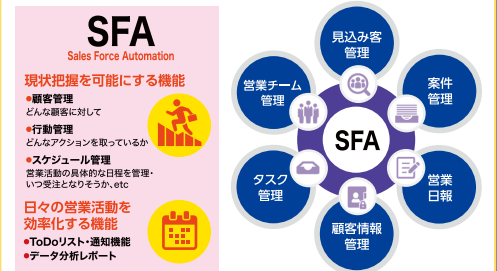 SFA
Sales Force Automation
現状把握を可能にする機能
●顧客管理
どんな顧客に対して
●行動管理
どんなアクションを取っているか
●スケジュール管理
営業活動の具体的な日程を管理・
いつ受注となりそうか、etc
日々の営業活動を
効率化する機能
●ToDoリスト・通知機能
●データ分析レポート
見込み客
管理
営業チーム
管理
案件
管理
SFA
タスク
管理
営業
日報
顧客情報
管理